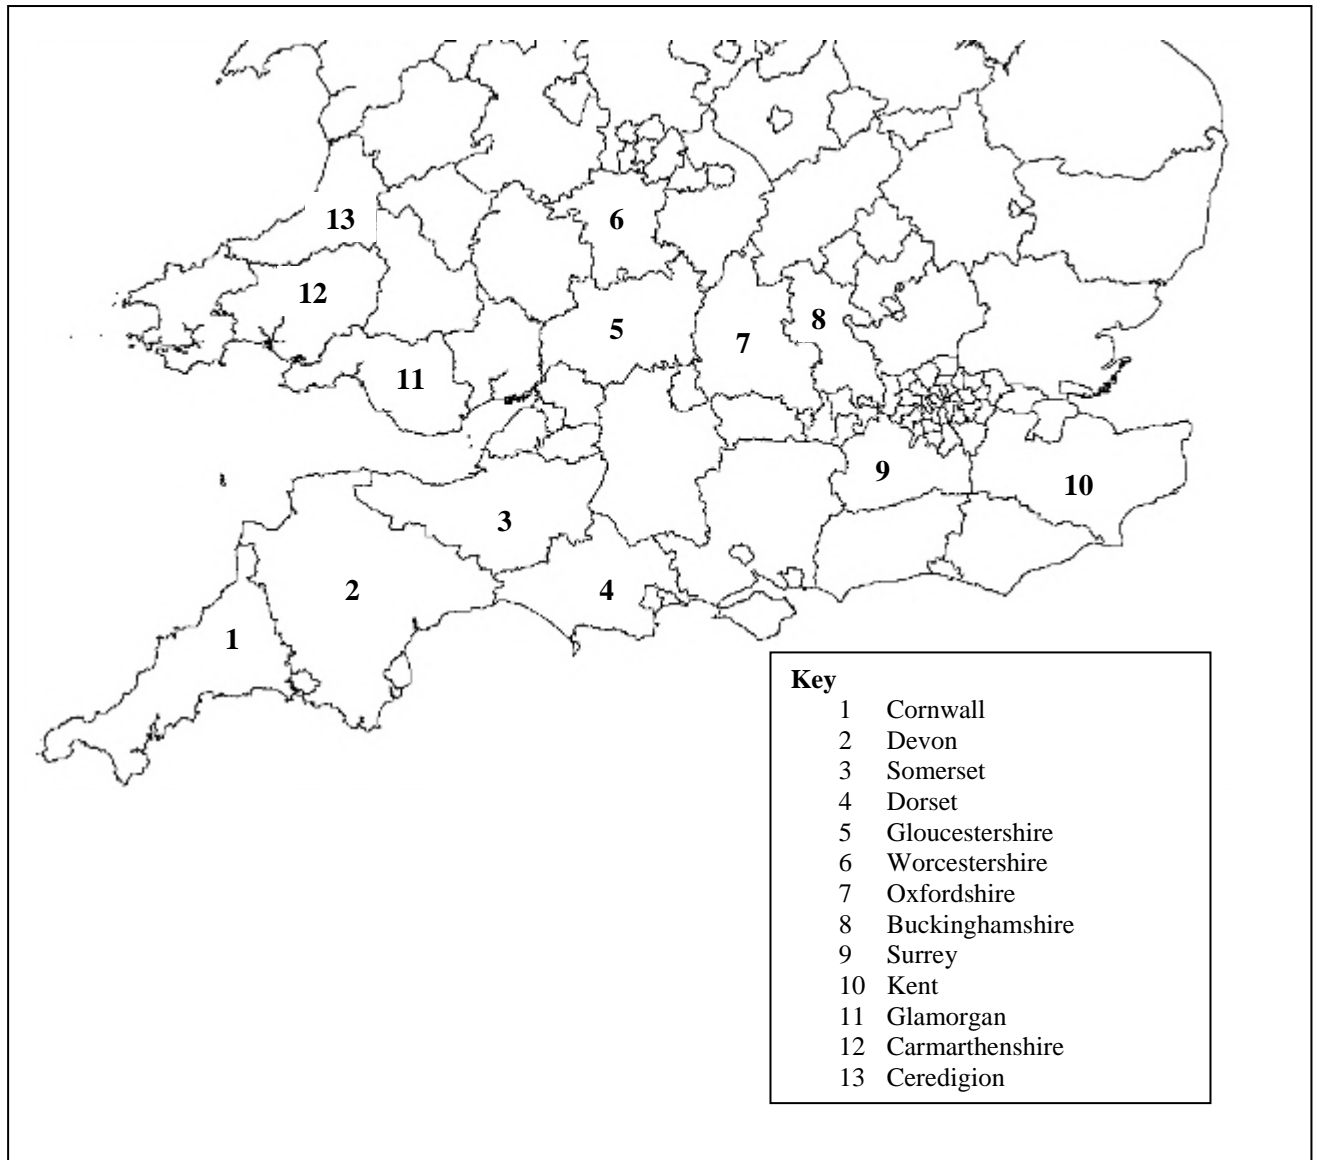 13
6
12
5
8
7
11
9
10
3
2
4
1
Key
1 Cornwall
2 Devon
3 Somerset
4 Dorset
5 Gloucestershire
6 Worcestershire
7 Oxfordshire
8 Buckinghamshire
9 Surrey
10 Kent
11 Glamorgan
12 Carmarthenshire
13 Ceredigion